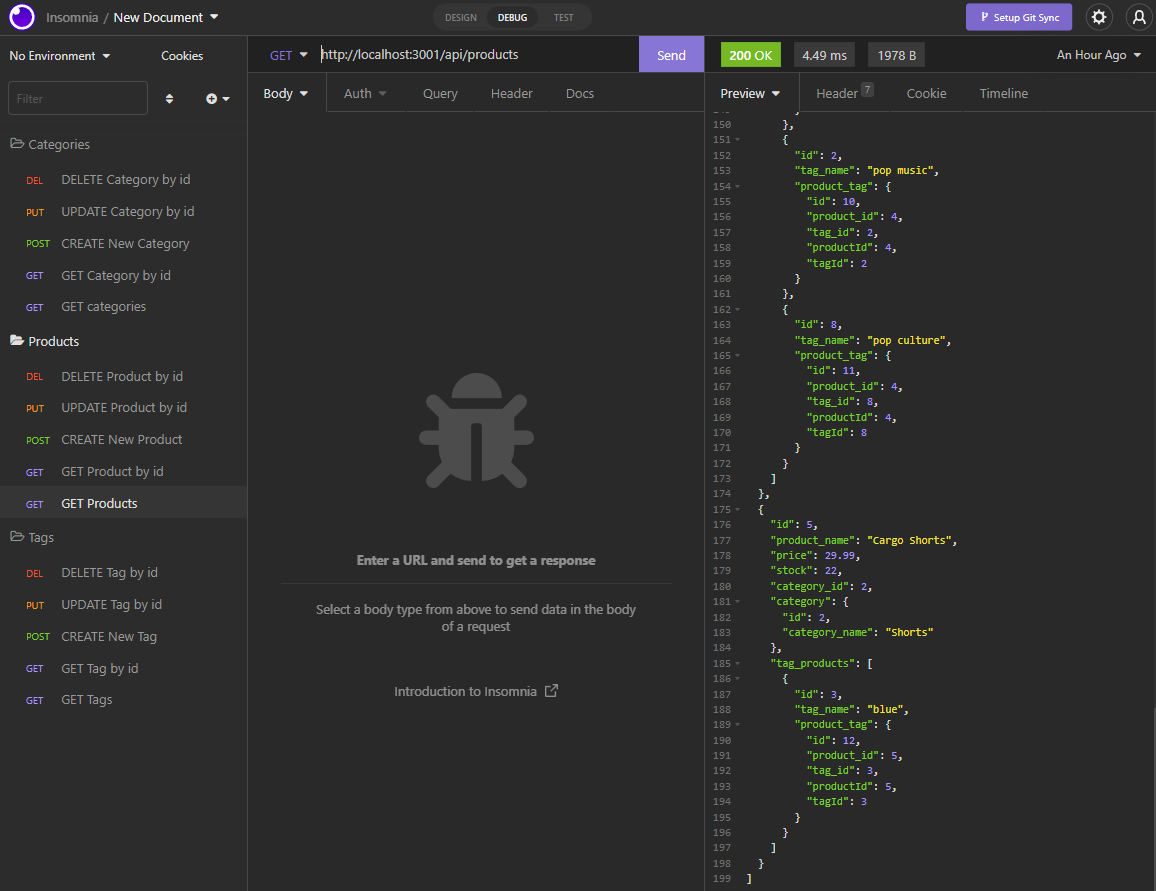 Insomnia / New Document
DESIGN DEBUG TEST
Setup Git Sync
No Environment Cookies
Filter
Categories
DEL DELETE Category by id
PUT UPDATE Category by id
POST CREATE New Category
GET GET Category by id
GET GET categories
Products
DEL DELETE Product by id
PUT UPDATE Product by id
POST CREATE New Product
GET GET Product by id
GET GET Products
Tags
DEL DELETE Tag by id
PUT UPDATE Tag by id
POST CREATE New Tag
GET GET Tag by id
GET GET Tags
GET http://localhost:3001/api/products Send
Body Auth Query Header Docs
Enter a URL and send to get a response
Select a body type from above to send data in the body
of a request
Introduction to Insomnia
200 OK 4.49 ms 1978 B An Hour Ago
Preview Header 7 Cookie Timeline
150 },
151 {
152 "id": 2,
153 "tag_name": "pop music",
154 "product_tag": {
155 "id": 10,
156 "product_id": 4,
157 "tag_id": 2,
158 "productId": 4,
159 "tagId": 2
160 }
161 },
162 {
163 "id": 8,
164 "tag_name": "pop culture",
165 "product_tag": {
166 "id": 11,
167 "product_id": 4,
168 "tag_id": 8,
169 "productId": 4,
170 "tagId": 8
171 }
172 }
173 ]
174 },
175 {
176 "id": 5,
177 "product_name": "Cargo Shorts",
178 "price": 29.99,
179 "stock": 22,
180 "category_id": 2,
181 "category": {
182 "id": 2,
183 "category_name": "Shorts"
184 },
185 "tag_products": [
186 {
187 "id": 3,
188 "tag_name": "blue",
189 "product_tag": {
190 "id": 12,
191 "product_id": 5,
192 "tag_id": 3,
193 "productId": 5,
194 "tagId": 3
195 }
196 }
197 ]
198 }
199 ]